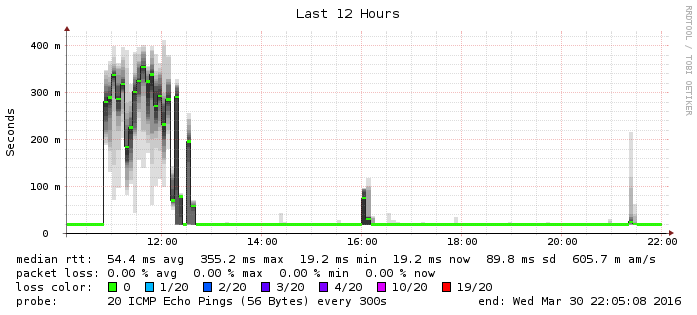 Last 12 Hours
RRDTOOL / TOBI OETIKER
Seconds
400 m
300 m
200 m
100 m
0
12:00 14:00 16:00 18:00 20:00 22:00
median rtt: 54.4 ms avg 355.2 ms max 19.2 ms min 19.2 ms now 89.8 ms sd 605.7 m am/s
packet loss: 0.00 % avg 0.00 % max 0.00 % min 0.00 % now
loss color: 0 1/20 2/20 3/20 4/20 10/20 19/20
probe: 20 ICMP Echo Pings (56 Bytes) every 300s end: Wed Mar 30 22:05:08 2016